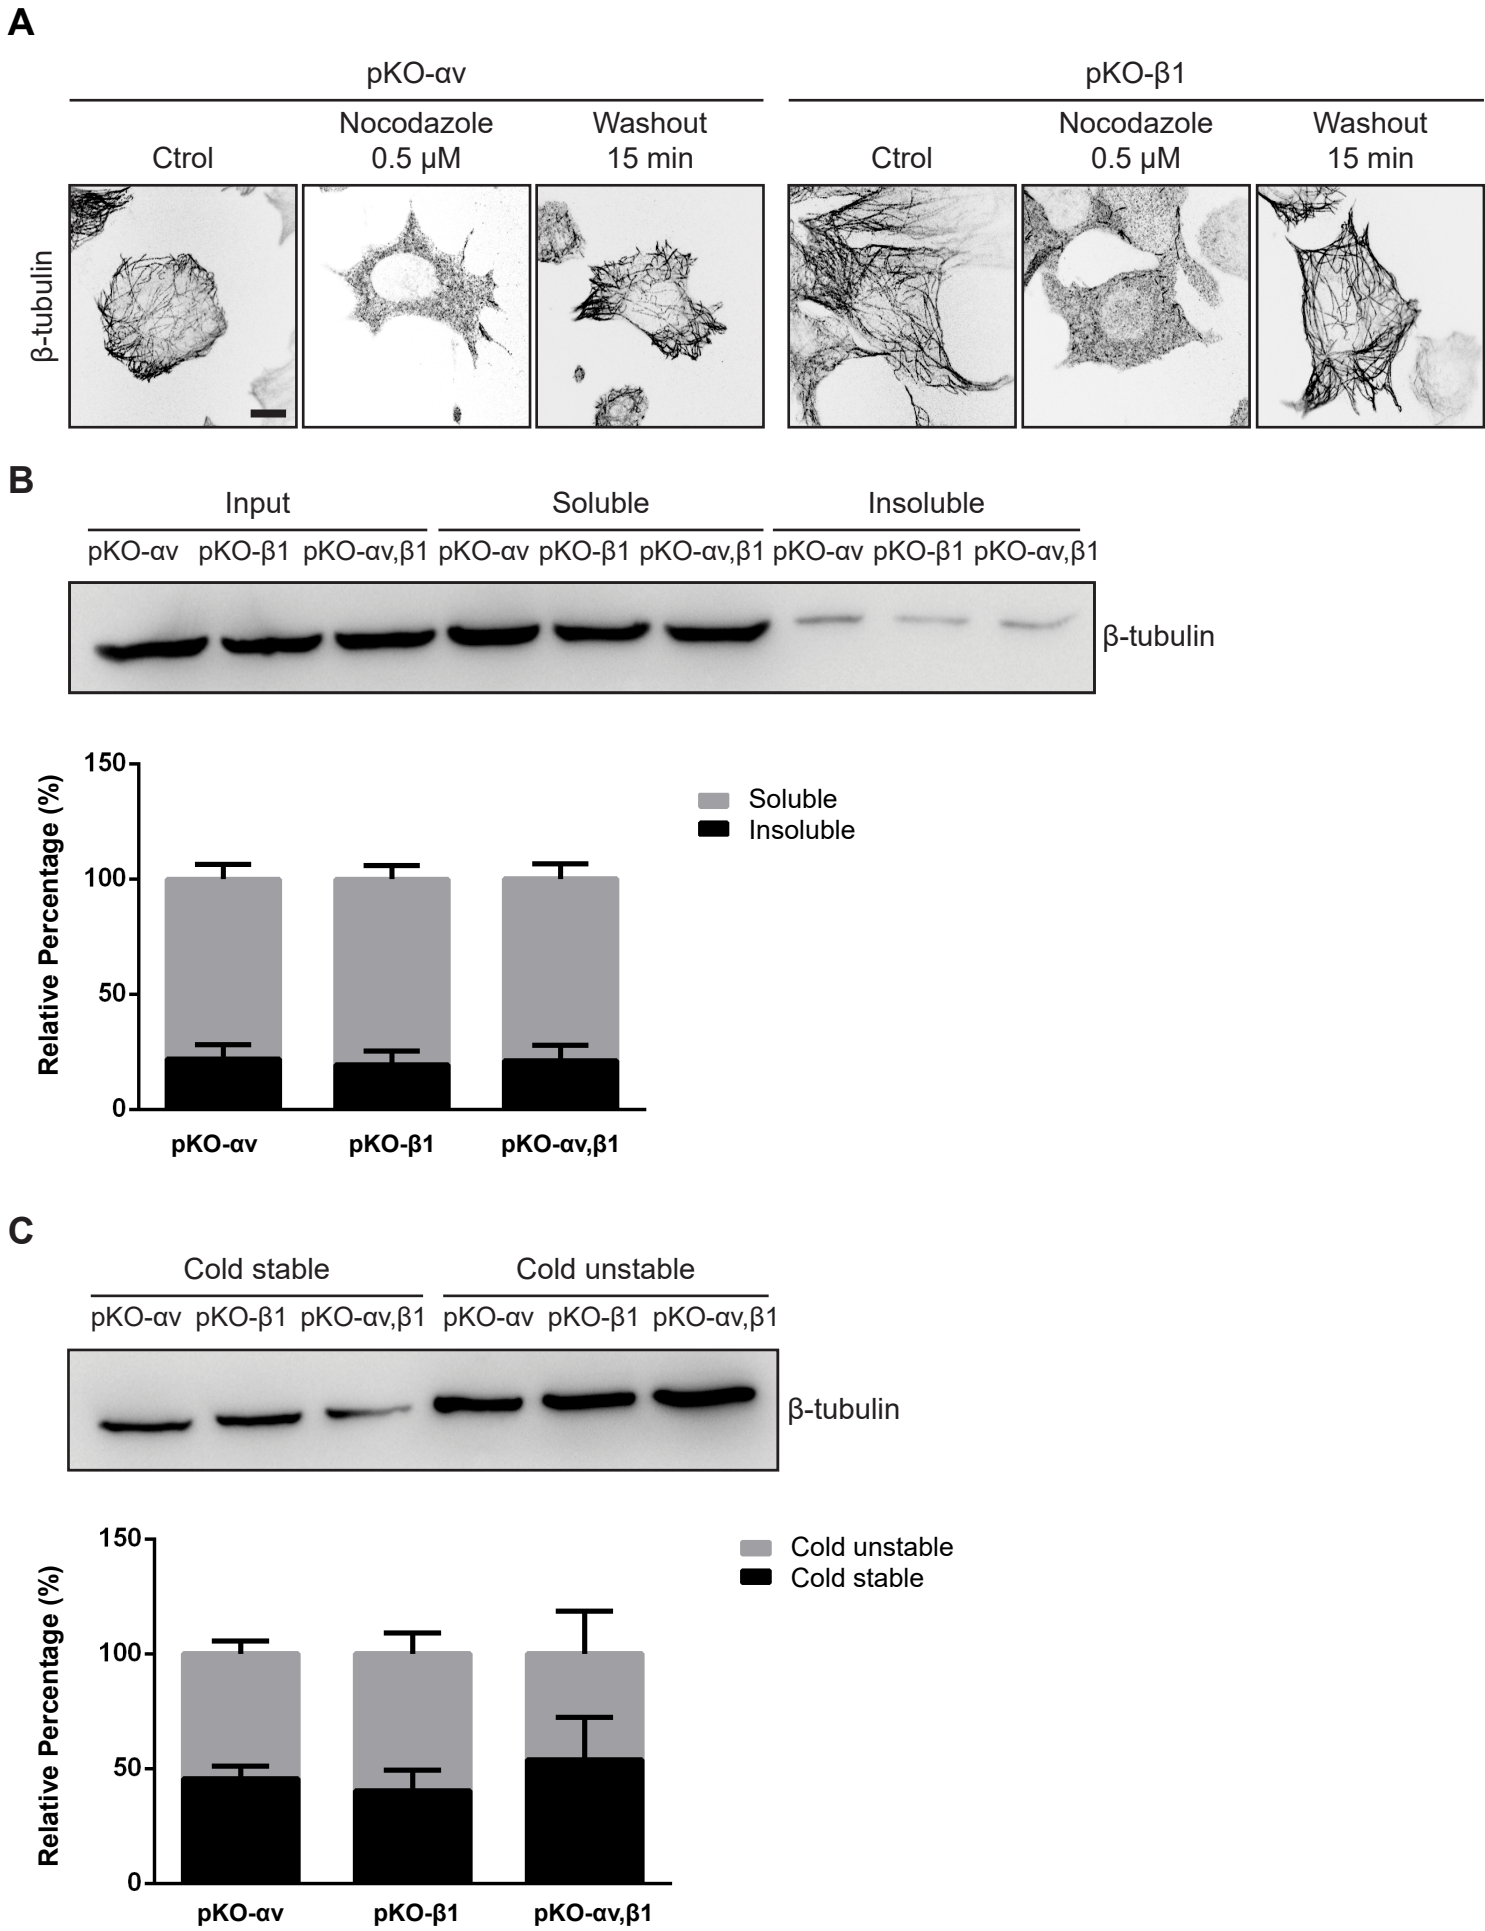 A
pKO-αv
pKO-β1
Ctrol
Nocodazole
0.5 µM
Washout
15 min
Ctrol
Nocodazole
0.5 µM
Washout
15 min
β-tubulin
B
Input
Soluble
Insoluble
pKO-αv pKO-β1 pKO-αv,β1 pKO-αv pKO-β1 pKO-αv,β1 pKO-αv pKO-β1 pKO-αv,β1
β-tubulin
Relative Percentage (%)
150
100
50
0
Soluble
Insoluble
pKO-αv
pKO-β1
pKO-αv,β1
C
Cold stable
Cold unstable
pKO-αv pKO-β1 pKO-αv,β1 pKO-αv pKO-β1 pKO-αv,β1
β-tubulin
Relative Percentage (%)
150
100
50
0
Cold unstable
Cold stable
pKO-αv
pKO-β1
pKO-αv,β1